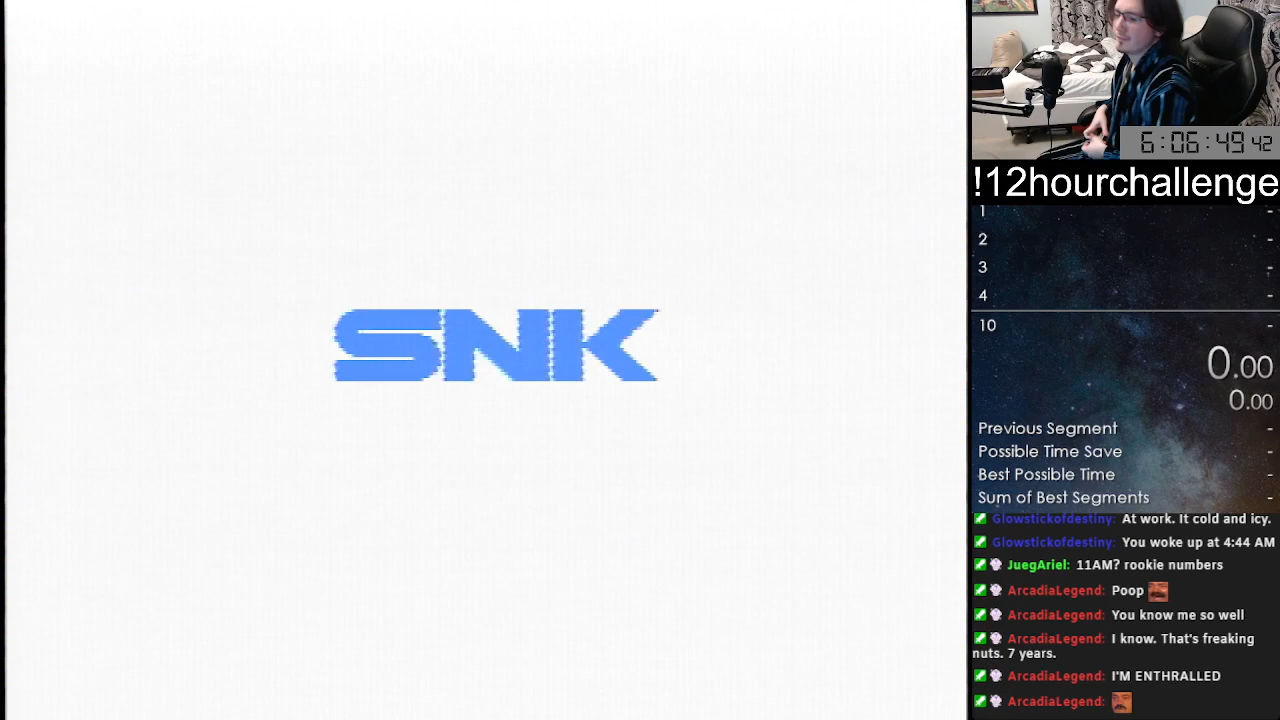 SNK
6:06:49 42
!12hourchallenge
1 -
2 -
3 -
4 -
10 -
0.00
0.00
Previous Segment -
Possible Time Save -
Best Possible Time -
Sum of Best Segments -
Glowstickofdestiny: At work. It cold and icy.
Glowstickofdestiny: You woke up at 4:44 AM
JuegAriel: 11AM? rookie numbers
ArcadiaLegend: Poop
ArcadiaLegend: You know me so well
ArcadiaLegend: I know. That's freaking
nuts. 7 years.
ArcadiaLegend: I'M ENTHRALLED
ArcadiaLegend: